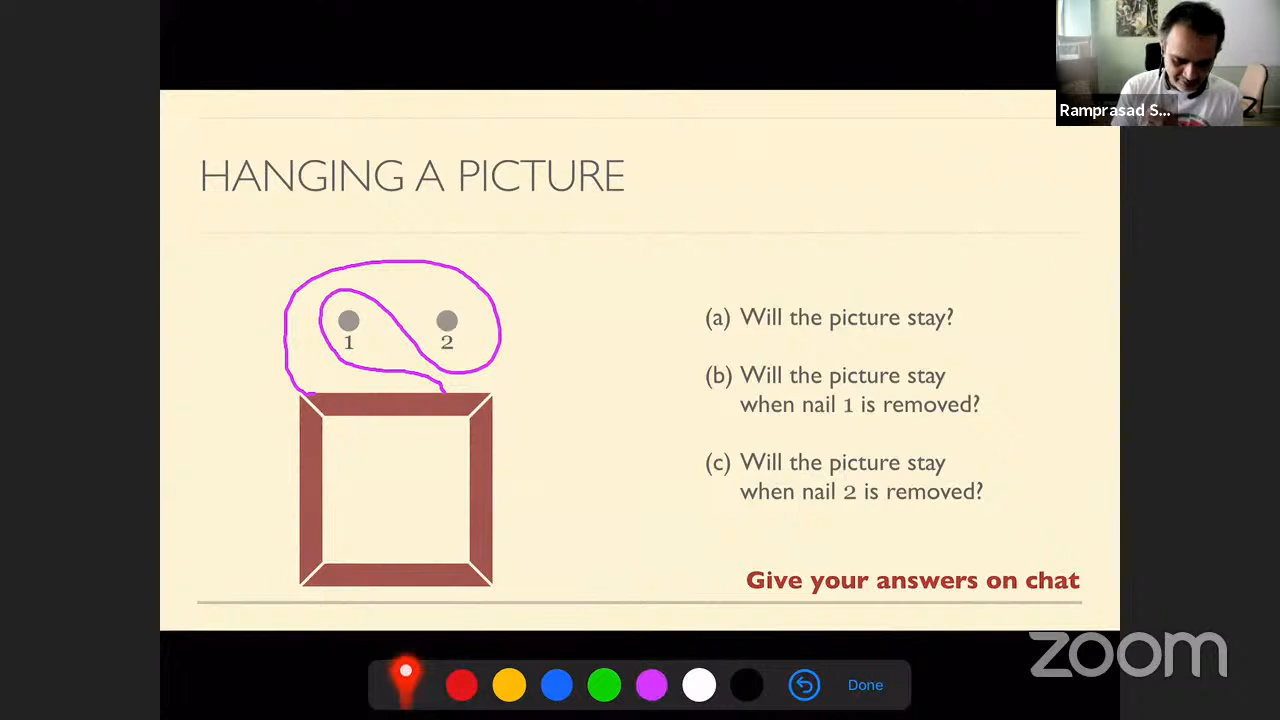 Ramprasad S...
HANGING A PICTURE
1
2
(a) Will the picture stay?
(b) Will the picture stay
when nail 1 is removed?
(c) Will the picture stay
when nail 2 is removed?
Give your answers on chat
zoom
Done